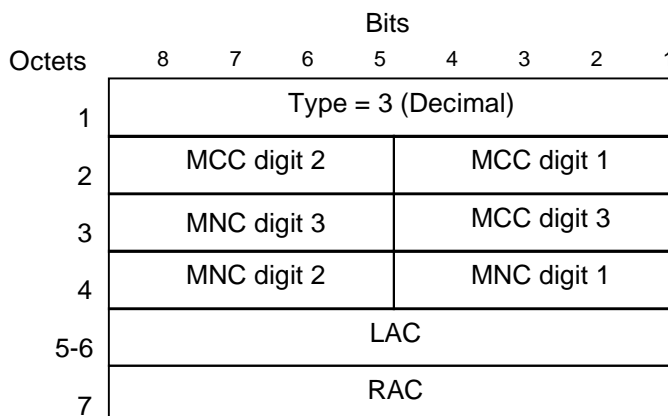 Bits
Octets 8 7 6 5 4 3 2 1
1 Type = 3 (Decimal)
2 MCC digit 2 MCC digit 1
3 MNC digit 3 MCC digit 3
4 MNC digit 2 MNC digit 1
5-6 LAC
7 RAC